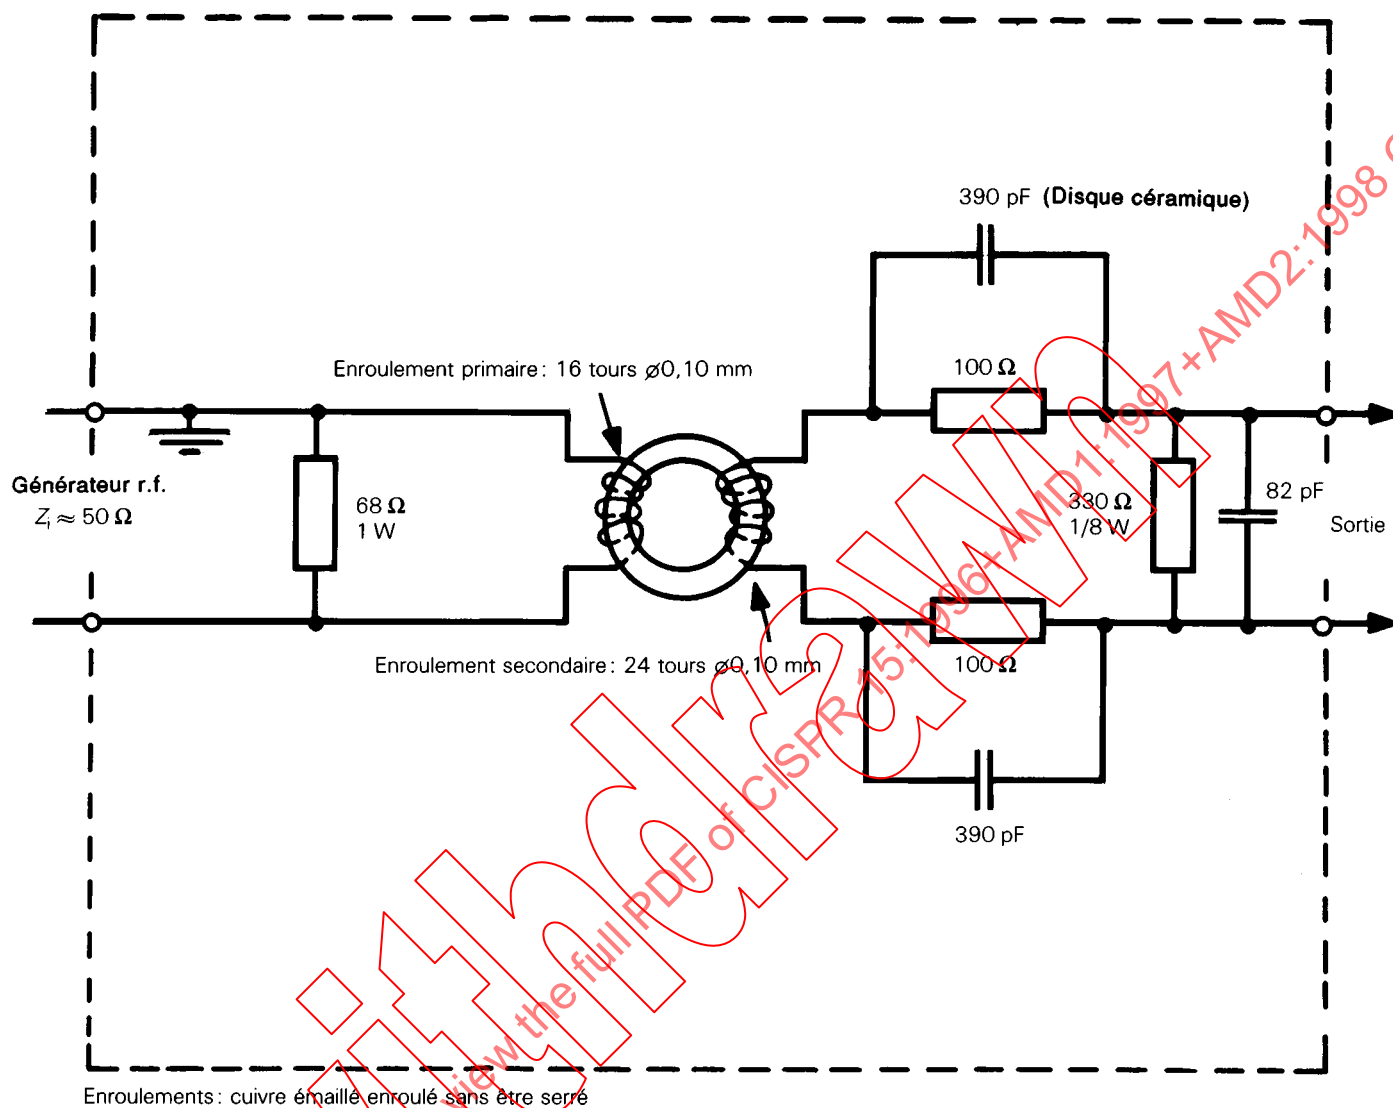 390 pF (Disque céramique)
Enroulement primaire: 16 tours ⌀0,10 mm
100 Ω
Générateur r.f.
Zi ≈ 50 Ω
68 Ω
1 W
330 Ω
1/8 W
82 pF
Sortie
Enroulement secondaire: 24 tours ⌀0,10 mm
100 Ω
390 pF
Enroulements: cuivre émaillé enroulé sans être serré
view the full PDF of CISPR 15:1996+AMD1:1997+AMD2:1998